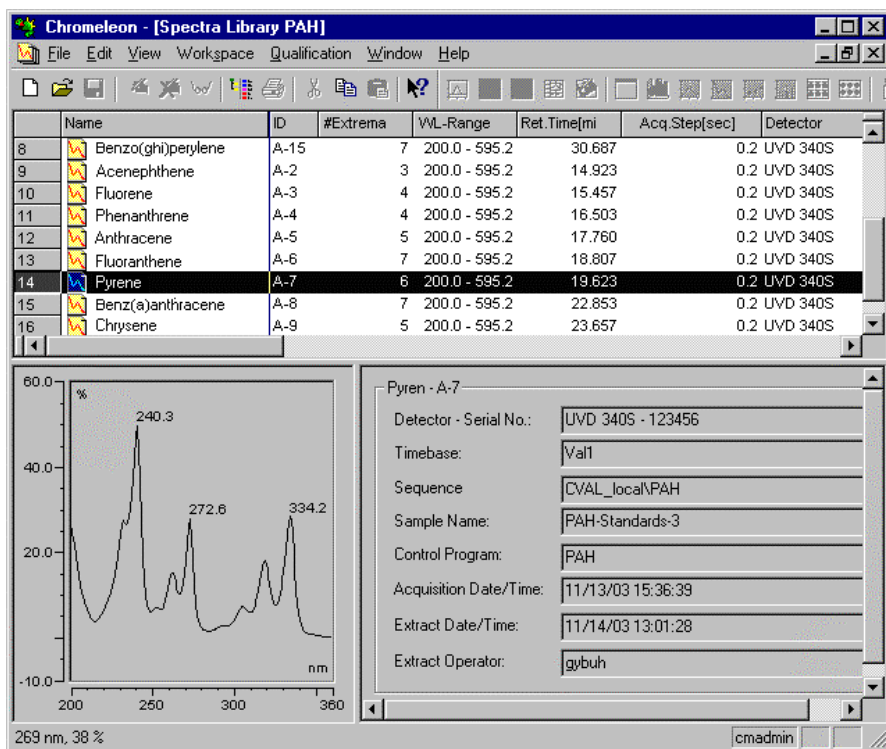 Chromeleon - [Spectra Library PAH]
File Edit View Workspace Qualification Window Help
Name ID #Extrema WL-Range Ret.Time[mi Acq.Step[sec] Detector
8 Benzo(ghi)perylene A-15 7 200.0 - 595.2 30.687 0.2 UVD 340S
9 Acenephthene A-2 3 200.0 - 595.2 14.923 0.2 UVD 340S
10 Fluorene A-3 4 200.0 - 595.2 15.457 0.2 UVD 340S
11 Phenanthrene A-4 4 200.0 - 595.2 16.503 0.2 UVD 340S
12 Anthracene A-5 5 200.0 - 595.2 17.760 0.2 UVD 340S
13 Fluoranthene A-6 7 200.0 - 595.2 18.807 0.2 UVD 340S
14 Pyrene A-7 6 200.0 - 595.2 19.623 0.2 UVD 340S
15 Benz(a)anthracene A-8 7 200.0 - 595.2 22.853 0.2 UVD 340S
16 Chrysene A-9 5 200.0 - 595.2 23.657 0.2 UVD 340S
60.0
%
240.3
40.0
272.6
334.2
20.0
nm
-10.0
200 250 300 360
Pyren - A-7
Detector - Serial No.: UVD 340S - 123456
Timebase: Val1
Sequence CVAL_local\PAH
Sample Name: PAH-Standards-3
Control Program: PAH
Acquisition Date/Time: 11/13/03 15:36:39
Extract Date/Time: 11/14/03 13:01:28
Extract Operator: gybuh
269 nm, 38 %
cmadmin